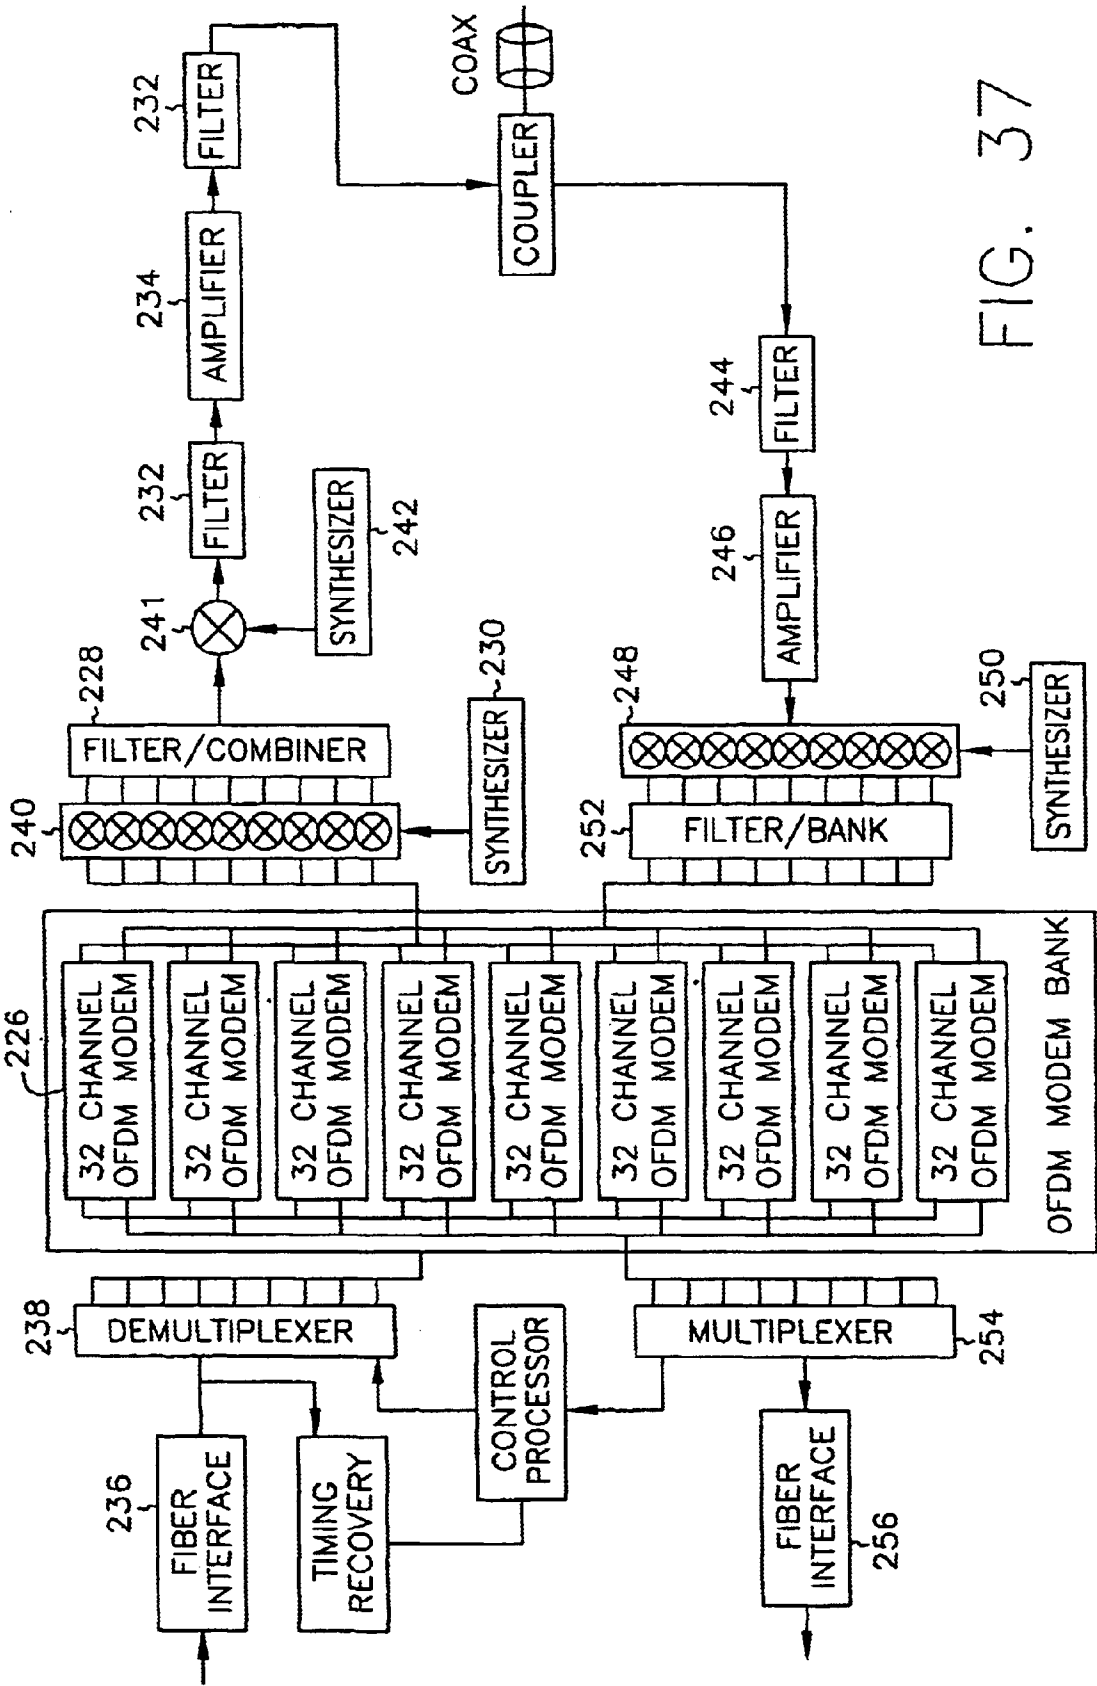 236
FIBER
INTERFACE
TIMING
RECOVERY
238
DEMULTIPLEXER
CONTROL
PROCESSOR
226
32 CHANNEL
OFDM MODEM
32 CHANNEL
OFDM MODEM
32 CHANNEL
OFDM MODEM
32 CHANNEL
OFDM MODEM
32 CHANNEL
OFDM MODEM
32 CHANNEL
OFDM MODEM
32 CHANNEL
OFDM MODEM
32 CHANNEL
OFDM MODEM
32 CHANNEL
OFDM MODEM
OFDM MODEM BANK
240
228
FILTER/COMBINER
SYNTHESIZER
230
241
SYNTHESIZER
242
232
FILTER
234
AMPLIFIER
232
FILTER
COAX
COUPLER
244
FILTER
246
AMPLIFIER
248
SYNTHESIZER
250
252
FILTER/BANK
MULTIPLEXER
254
FIBER
INTERFACE
256
FIG. 37